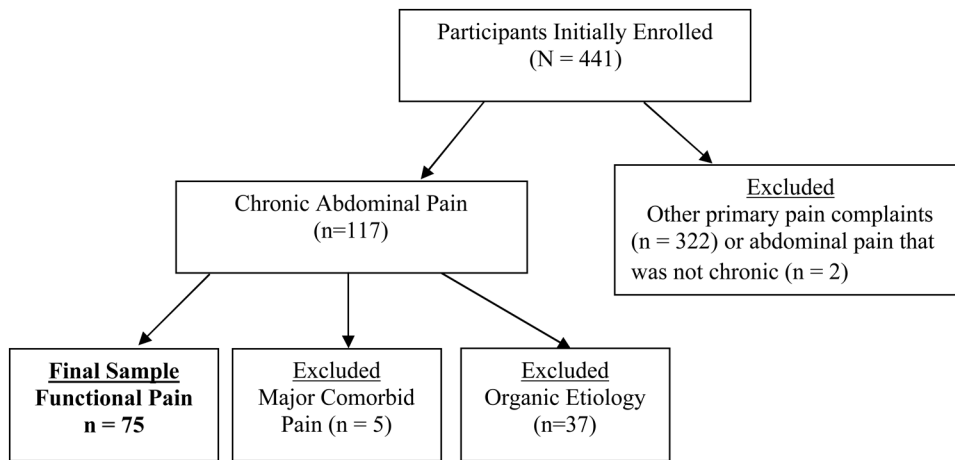 Participants Initially Enrolled
(N = 441)
Chronic Abdominal Pain
(n=117)
Excluded
Other primary pain complaints
(n = 322) or abdominal pain that
was not chronic (n = 2)
Final Sample
Functional Pain
n = 75
Excluded
Major Comorbid
Pain (n = 5)
Excluded
Organic Etiology
(n=37)